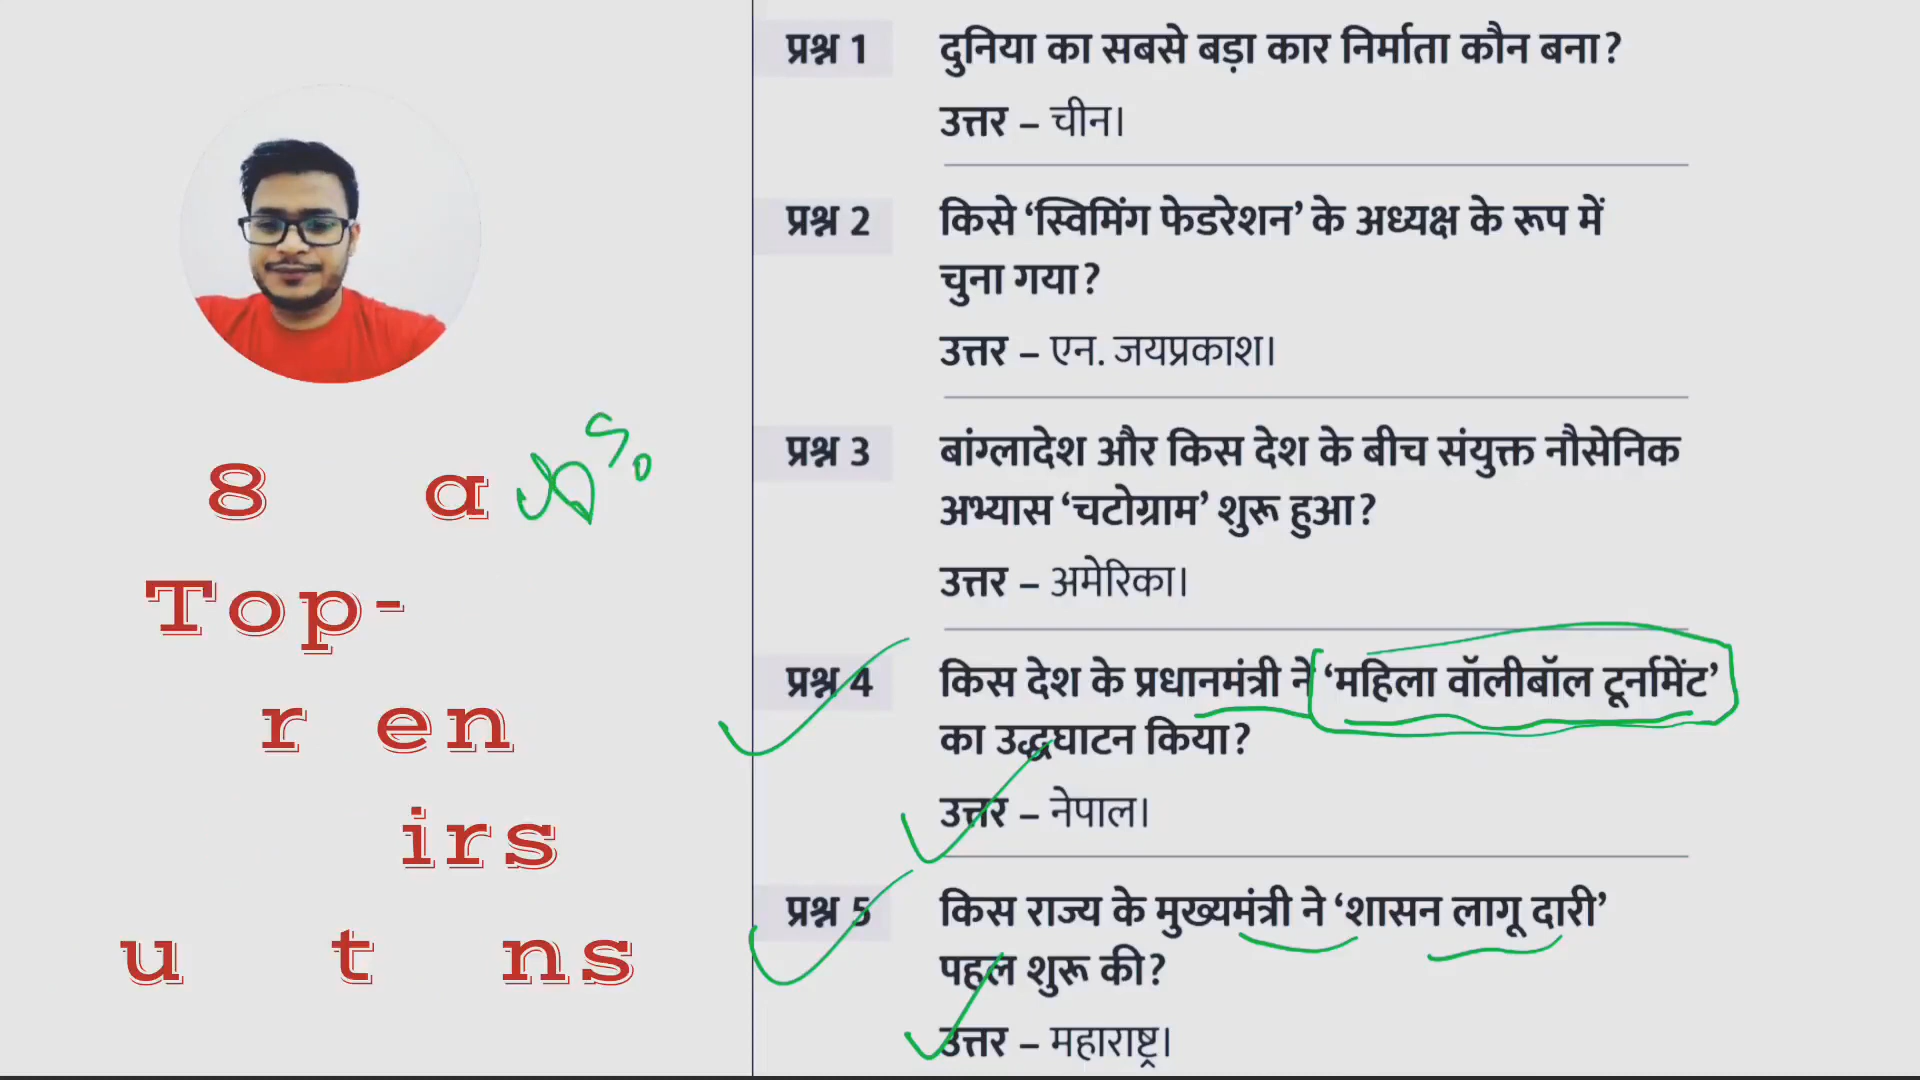 8 a
Top-
r en
irs
u t ns
प्रश्न 1 दुनिया का सबसे बड़ा कार निर्माता कौन बना?
उत्तर – चीन।
प्रश्न 2 किसे ‘स्विमिंग फेडरेशन’ के अध्यक्ष के रूप में
चुना गया?
उत्तर – एन. जयप्रकाश।
प्रश्न 3 बांग्लादेश और किस देश के बीच संयुक्त नौसेनिक
अभ्यास ‘चटोग्राम’ शुरू हुआ?
उत्तर – अमेरिका।
प्रश्न 4 किस देश के प्रधानमंत्री ने ‘महिला वॉलीबॉल टूर्नामेंट’
का उद्धघाटन किया?
उत्तर – नेपाल।
प्रश्न 5 किस राज्य के मुख्यमंत्री ने ‘शासन लागू दारी’
पहल शुरू की?
उत्तर – महाराष्ट्र।